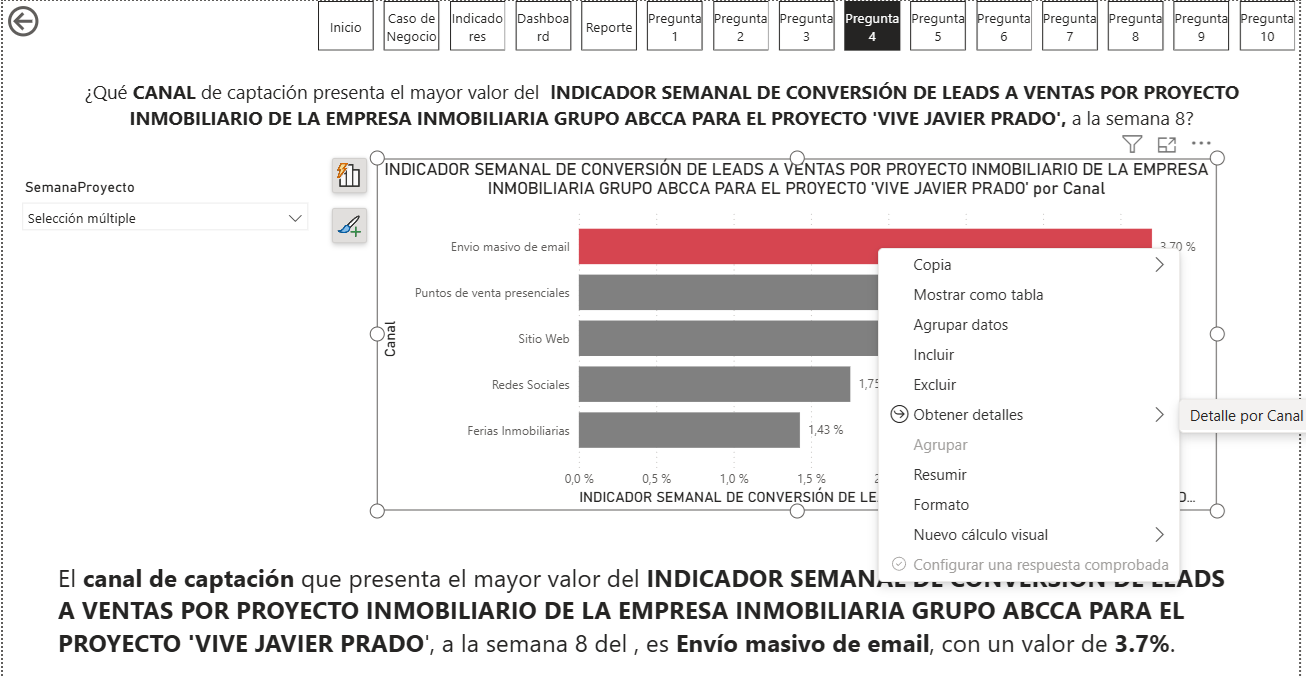 Inicio
Caso de
Negocio
Indicado
res
Dashboa
rd
Reporte
Pregunta
1
Pregunta
2
Pregunta
3
Pregunta
4
Pregunta
5
Pregunta
6
Pregunta
7
Pregunta
8
Pregunta
9
Pregunta
10
¿Qué CANAL de captación presenta el mayor valor del INDICADOR SEMANAL DE CONVERSIÓN DE LEADS A VENTAS POR PROYECTO
INMOBILIARIO DE LA EMPRESA INMOBILIARIA GRUPO ABCCA PARA EL PROYECTO 'VIVE JAVIER PRADO', a la semana 8?
SemanaProyecto
Selección múltiple
INDICADOR SEMANAL DE CONVERSIÓN DE LEADS A VENTAS POR PROYECTO INMOBILIARIO DE LA EMPRESA
INMOBILIARIA GRUPO ABCCA PARA EL PROYECTO 'VIVE JAVIER PRADO' por Canal
Canal
Envio masivo de email
3,70 %
Puntos de venta presenciales
Sitio Web
Redes Sociales
1,75
Ferias Inmobiliarias
1,43 %
0,0 %
0,5 %
1,0 %
1,5 %
2
INDICADOR SEMANAL DE CONVERSIÓN DE LE
O...
Copia
Mostrar como tabla
Agrupar datos
Incluir
Excluir
Obtener detalles
Detalle por Canal
Agrupar
Resumir
Formato
Nuevo cálculo visual
Configurar una respuesta comprobada
El canal de captación que presenta el mayor valor del INDICADOR SEMANAL DE CONVERSIÓN DE LEADS
A VENTAS POR PROYECTO INMOBILIARIO DE LA EMPRESA INMOBILIARIA GRUPO ABCCA PARA EL
PROYECTO 'VIVE JAVIER PRADO', a la semana 8 del , es Envío masivo de email, con un valor de 3.7%.